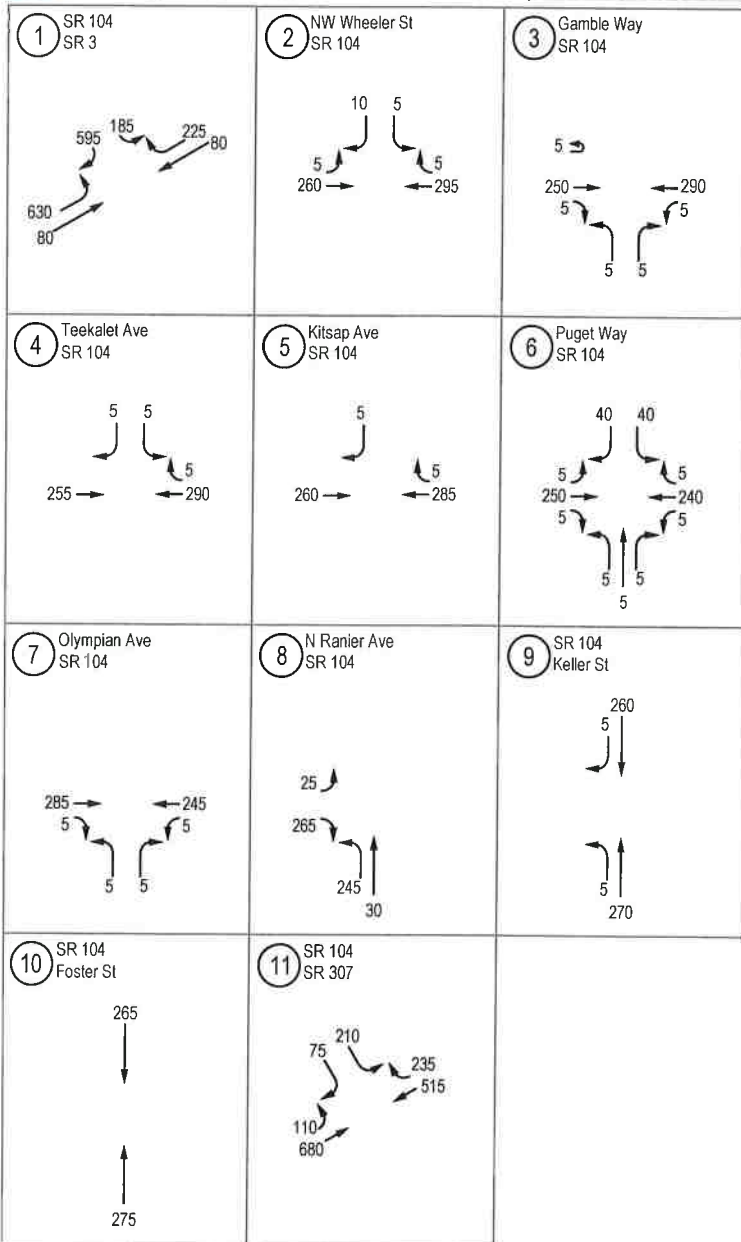 1 SR 104
SR 3
185
595
225
80
630
80
2 NW Wheeler St
SR 104
10 5
5 5
260 295
3 Gamble Way
SR 104
5
250 290
5 5
5 5
4 Teekalet Ave
SR 104
5 5
5
255 290
5 Kitsap Ave
SR 104
5
5
260 285
6 Puget Way
SR 104
40 40
5 5
250 240
5 5
5 5
5
7 Olympian Ave
SR 104
285 245
5 5
5 5
8 N Ranier Ave
SR 104
25
265
245
30
9 SR 104
Keller St
260
5
5
270
10 SR 104
Foster St
265
275
11 SR 104
SR 307
210
75
235
515
110
680